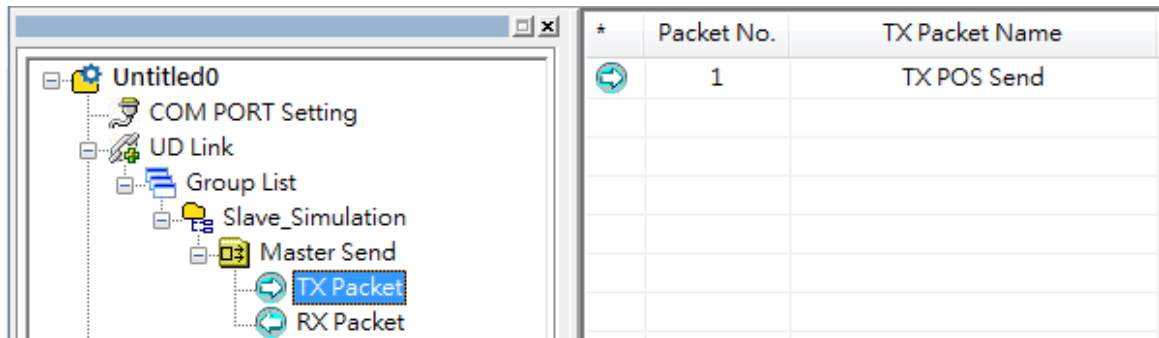 Untitled0
COM PORT Setting
UD Link
Group List
Slave_Simulation
Master Send
TX Packet
RX Packet
* Packet No. TX Packet Name
1 TX POS Send